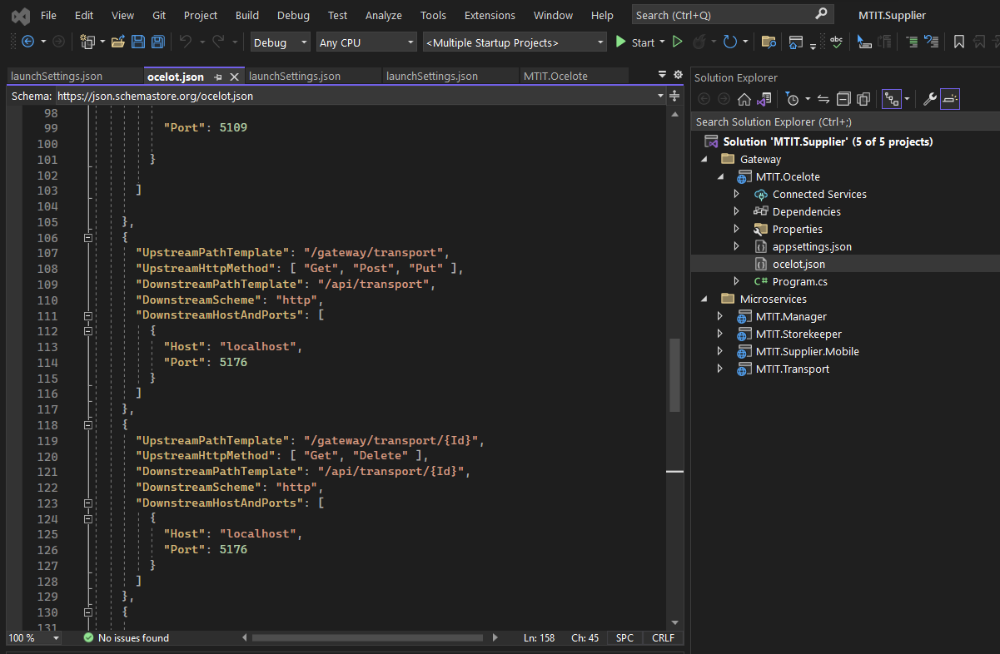 File Edit View Git Project Build Debug Test Analyze Tools Extensions Window Help Search (Ctrl+Q) MTIT.Supplier
Debug Any CPU <Multiple Startup Projects> Start abc
launchSettings.json ocelot.json launchSettings.json launchSettings.json MTIT.Ocelote
Schema: https://json.schemastore.org/ocelot.json
98
99 "Port": 5109
100
101 }
102
103 ]
104
105 },
106 {
107 "UpstreamPathTemplate": "/gateway/transport",
108 "UpstreamHttpMethod": [ "Get", "Post", "Put" ],
109 "DownstreamPathTemplate": "/api/transport",
110 "DownstreamScheme": "http",
111 "DownstreamHostAndPorts": [
112 {
113 "Host": "localhost",
114 "Port": 5176
115 }
116 ]
117 },
118 {
119 "UpstreamPathTemplate": "/gateway/transport/{Id}",
120 "UpstreamHttpMethod": [ "Get", "Delete" ],
121 "DownstreamPathTemplate": "/api/transport/{Id}",
122 "DownstreamScheme": "http",
123 "DownstreamHostAndPorts": [
124 {
125 "Host": "localhost",
126 "Port": 5176
127 }
128 ]
129 },
130 {
131
100 % No issues found Ln: 158 Ch: 45 SPC CRLF
Solution Explorer
Search Solution Explorer (Ctrl+;)
Solution 'MTIT.Supplier' (5 of 5 projects)
Gateway
MTIT.Ocelote
Connected Services
Dependencies
Properties
appsettings.json
ocelot.json
C# Program.cs
Microservices
MTIT.Manager
MTIT.Storekeeper
MTIT.Supplier.Mobile
MTIT.Transport